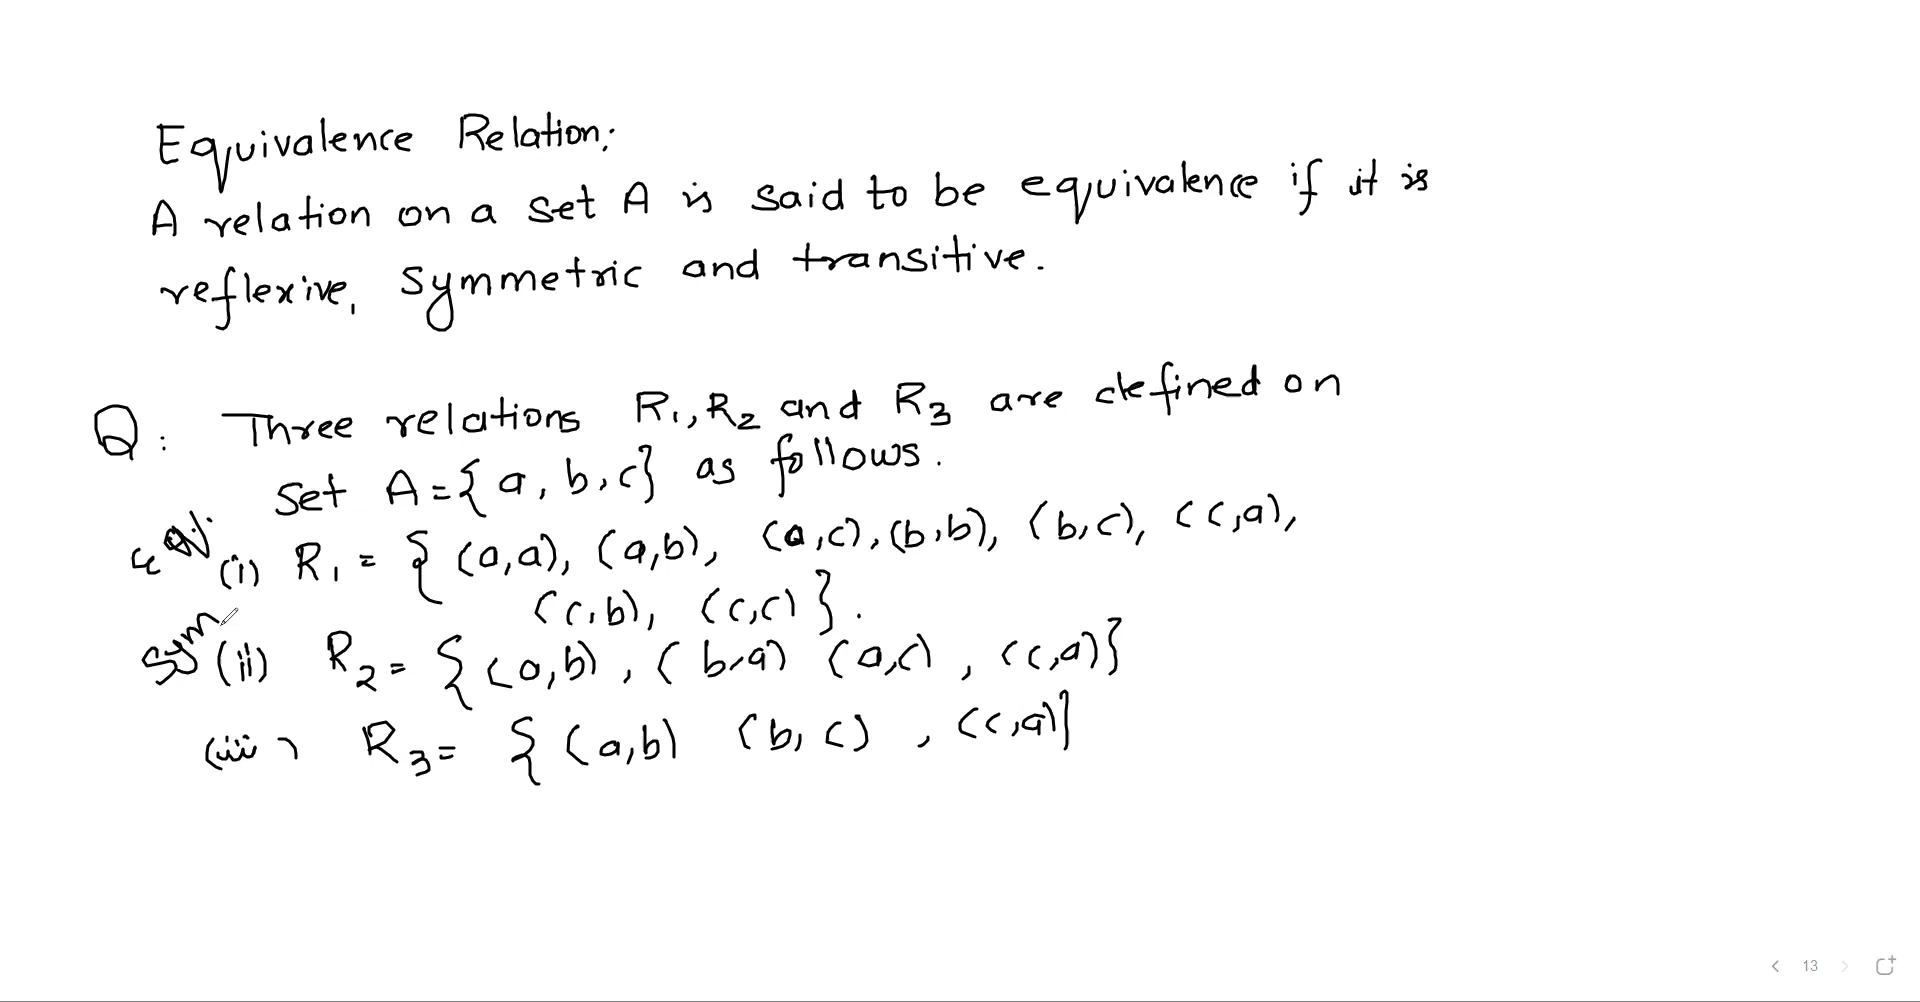 Equivalence Relation:
A relation on a set A is said to be equivalence if it is
reflexive, symmetric and transitive.
Q: Three relations R₁, R₂ and R₃ are defined on
set A={a, b, c} as follows.
(i) R₁ = {(a,a), (a,b), (a,c), (b,b), (b,c), (c,a),
(c,b), (c,c)}.
Sym (ii) R₂ = {(a,b), (b,a) (a,c), (c,a)}
(iii) R₃ = {(a,b) (b,c), (c,a)}
13